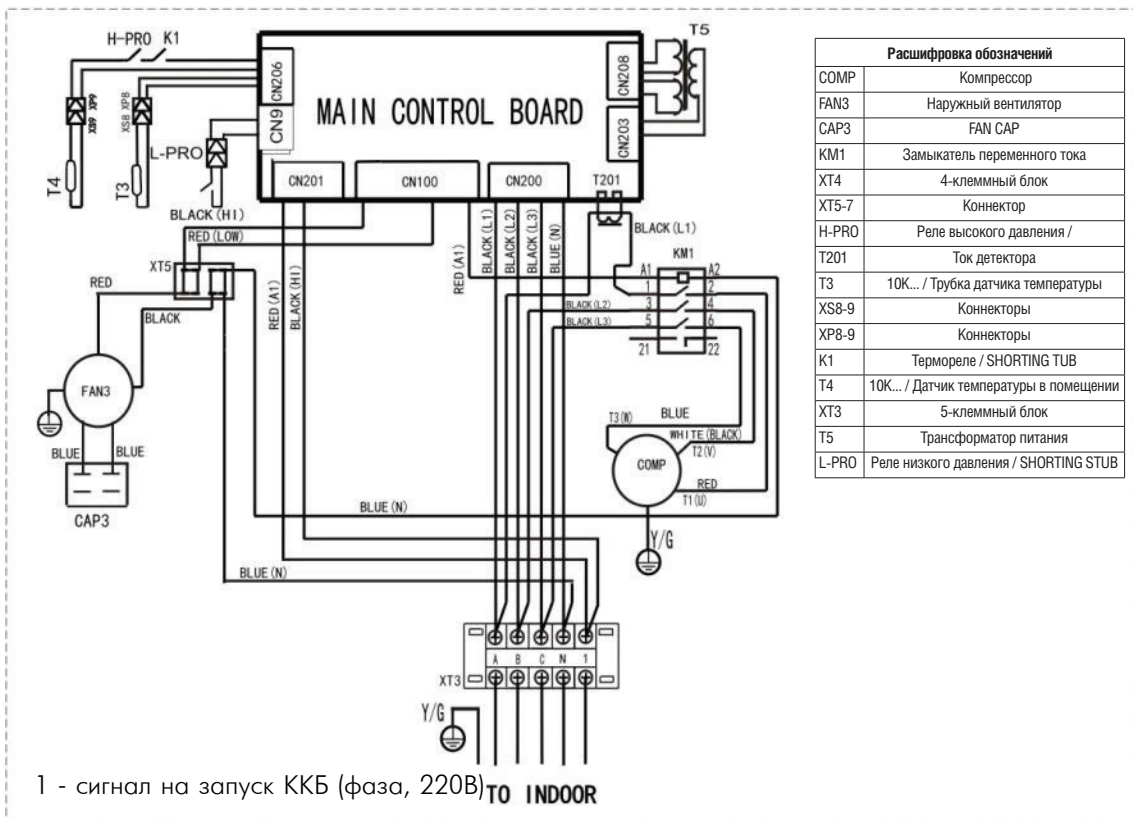 H-PRO K1
T5
CN206
CN208
MAIN CONTROL BOARD
CN9
CN203
XS9 XP9
XS8 XP8
L-PRO
T4
T3
CN201
CN100
CN200
T201
BLACK(HI)
RED(LOW)
BLACK(L1)
KM1
XT5
RED(A1)
BLACK(HI)
RED(A1)
BLACK(L1)
BLACK(L2)
BLACK(L3)
BLUE(N)
A1 A2
1 2
BLACK(L2) 3 4
BLACK(L3) 5 6
21 22
RED
BLACK
FAN3
BLUE BLUE
CAP3
T3(W) BLUE
WHITE(BLACK)
T2(V)
COMP
RED
T1(U)
BLUE(N)
Y/G
BLUE(N)
A B C N 1
XT3
Y/G
1 - сигнал на запуск ККБ (фаза, 220В)
TO INDOOR
Расшифровка обозначений
COMP Компрессор
FAN3 Наружный вентилятор
CAP3 FAN CAP
KM1 Замыкатель переменного тока
XT4 4-клеммный блок
XT5-7 Коннектор
H-PRO Реле высокого давления /
T201 Ток детектора
T3 10K... / Трубка датчика температуры
XS8-9 Коннекторы
XP8-9 Коннекторы
K1 Термореле / SHORTING TUB
T4 10K... / Датчик температуры в помещении
XT3 5-клеммный блок
T5 Трансформатор питания
L-PRO Реле низкого давления / SHORTING STUB